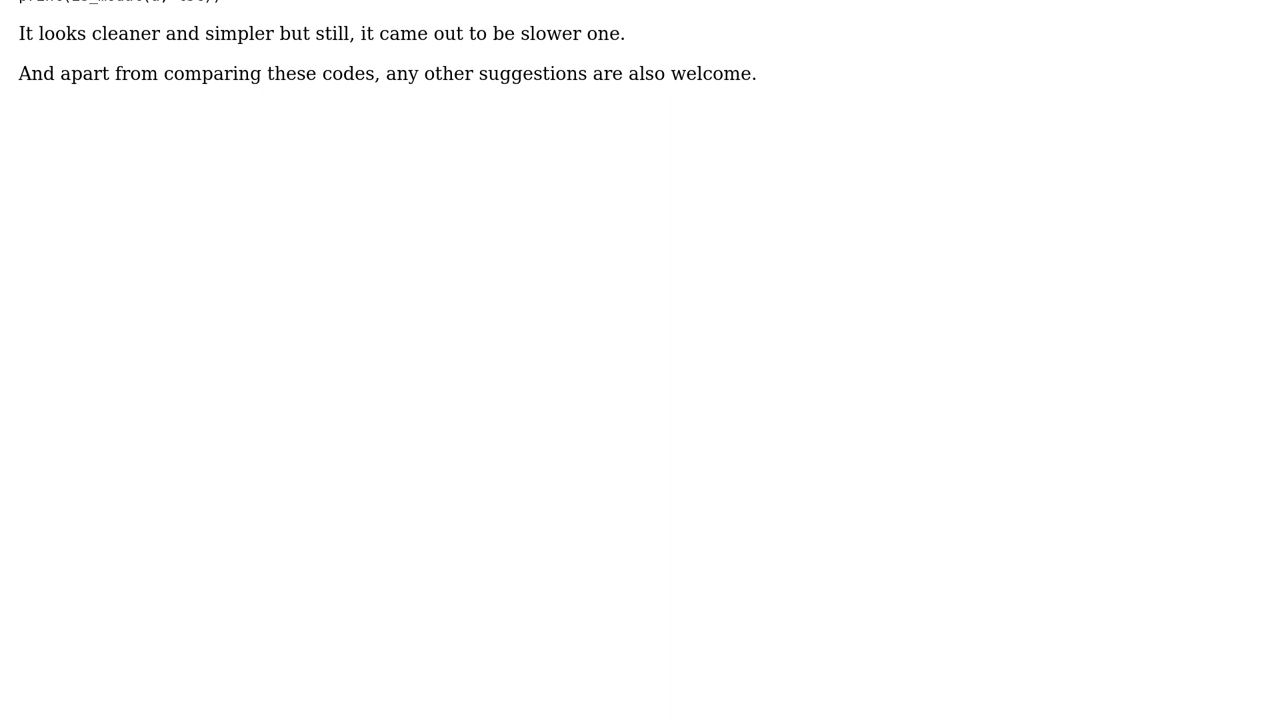 It looks cleaner and simpler but still, it came out to be slower one.
And apart from comparing these codes, any other suggestions are also welcome.